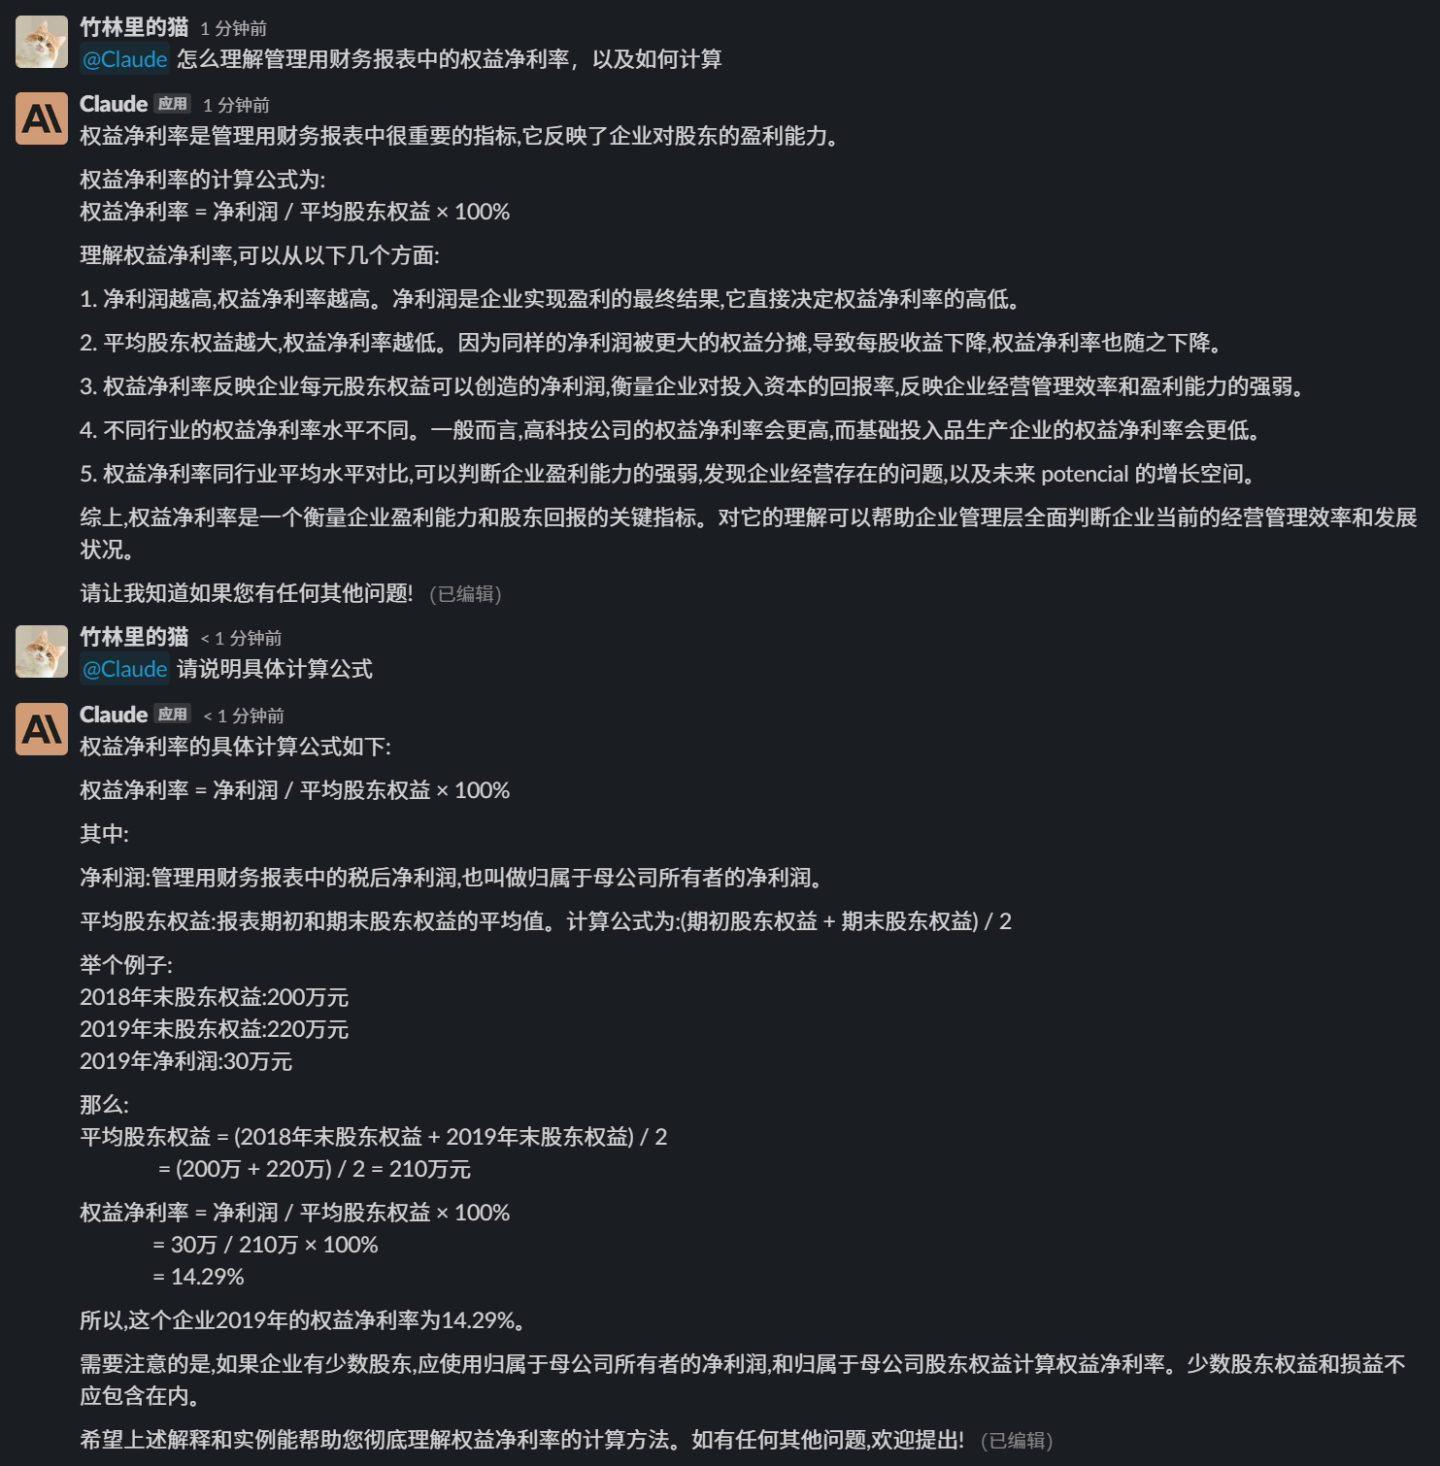 竹林里的猫 1 分钟前
@Claude 怎么理解管理用财务报表中的权益净利率，以及如何计算
Claude 应用 1 分钟前
权益净利率是管理用财务报表中很重要的指标,它反映了企业对股东的盈利能力。
权益净利率的计算公式为:
权益净利率 = 净利润 / 平均股东权益 × 100%
理解权益净利率,可以从以下几个方面:
1. 净利润越高,权益净利率越高。净利润是企业实现盈利的最终结果,它直接决定权益净利率的高低。
2. 平均股东权益越大,权益净利率越低。因为同样的净利润被更大的权益分摊,导致每股收益下降,权益净利率也随之下降。
3. 权益净利率反映企业每元股东权益可以创造的净利润,衡量企业对投入资本的回报率,反映企业经营管理效率和盈利能力的强弱。
4. 不同行业的权益净利率水平不同。一般而言,高科技公司的权益净利率会更高,而基础投入品生产企业的权益净利率会更低。
5. 权益净利率同行业平均水平对比,可以判断企业盈利能力的强弱,发现企业经营存在的问题,以及未来 potencial 的增长空间。
综上,权益净利率是一个衡量企业盈利能力和股东回报的关键指标。对它的理解可以帮助企业管理层全面判断企业当前的经营管理效率和发展
状况。
请让我知道如果您有任何其他问题! (已编辑)
竹林里的猫 < 1 分钟前
@Claude 请说明具体计算公式
Claude 应用 < 1 分钟前
权益净利率的具体计算公式如下:
权益净利率 = 净利润 / 平均股东权益 × 100%
其中:
净利润:管理用财务报表中的税后净利润,也叫做归属于母公司所有者的净利润。
平均股东权益:报表期初和期末股东权益的平均值。计算公式为:(期初股东权益 + 期末股东权益) / 2
举个例子:
2018年末股东权益:200万元
2019年末股东权益:220万元
2019年净利润:30万元
那么:
平均股东权益 = (2018年末股东权益 + 2019年末股东权益) / 2
= (200万 + 220万) / 2 = 210万元
权益净利率 = 净利润 / 平均股东权益 × 100%
= 30万 / 210万 × 100%
= 14.29%
所以,这个企业2019年的权益净利率为14.29%。
需要注意的是,如果企业有少数股东,应使用归属于母公司所有者的净利润,和归属于母公司股东权益计算权益净利率。少数股东权益和损益不
应包含在内。
希望上述解释和实例能帮助您彻底理解权益净利率的计算方法。如有任何其他问题,欢迎提出! (已编辑)